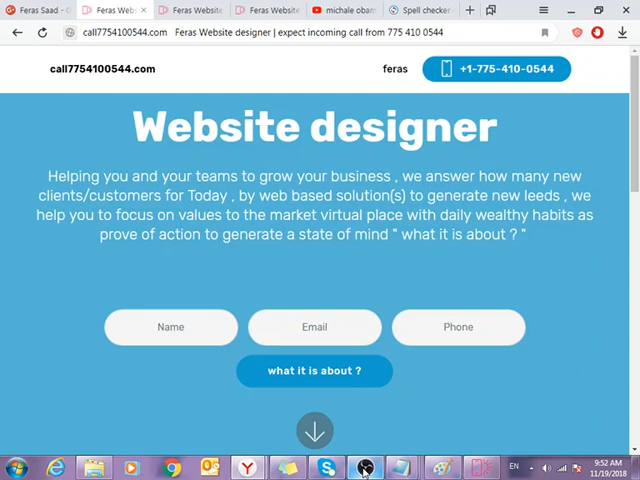 Feras Saad - G
Feras Webs
Feras Website
Feras Website
michale obam
Spell checker
call7754100544.com Feras Website designer | expect incoming call from 775 410 0544
call7754100544.com
feras
+1-775-410-0544
Website designer
Helping you and your teams to grow your business , we answer how many new
clients/customers for Today , by web based solution(s) to generate new leeds , we
help you to focus on values to the market virtual place with daily wealthy habits as
prove of action to generate a state of mind " what it is about ? "
Name
Email
Phone
what it is about ?
EN
9:52 AM
11/19/2018